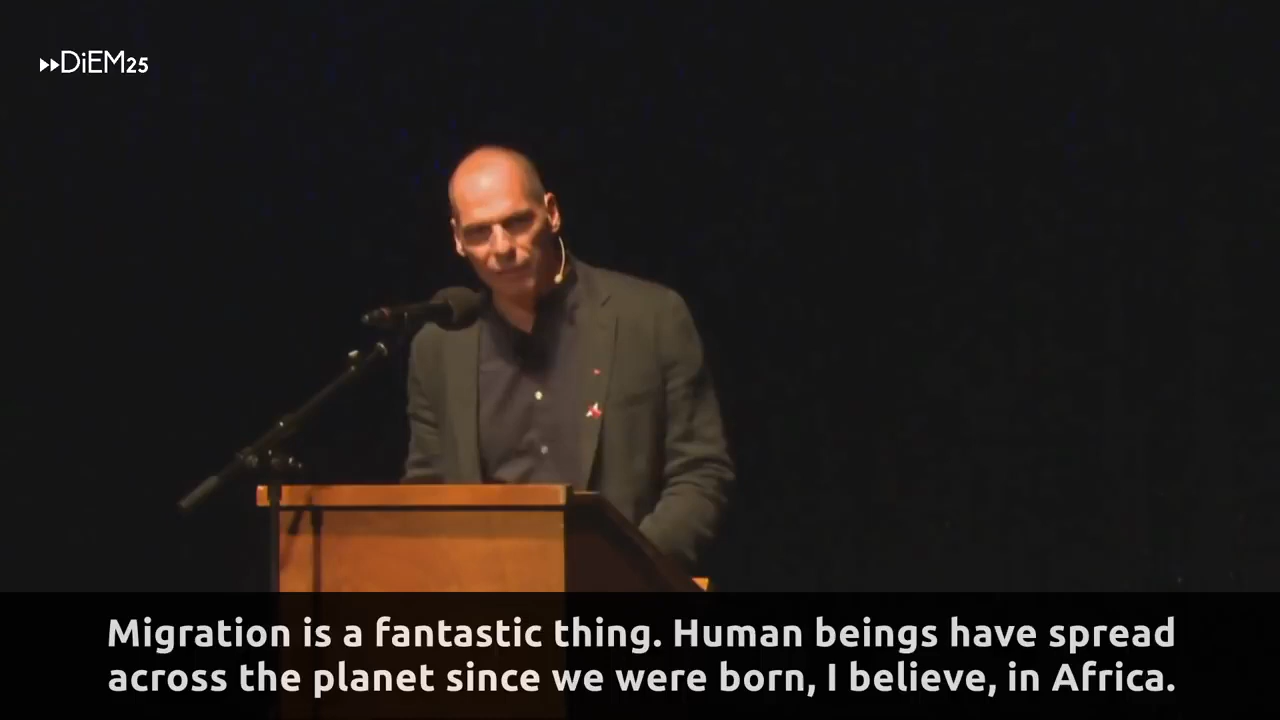 DiEM25
Migration is a fantastic thing. Human beings have spread
across the planet since we were born, I believe, in Africa.